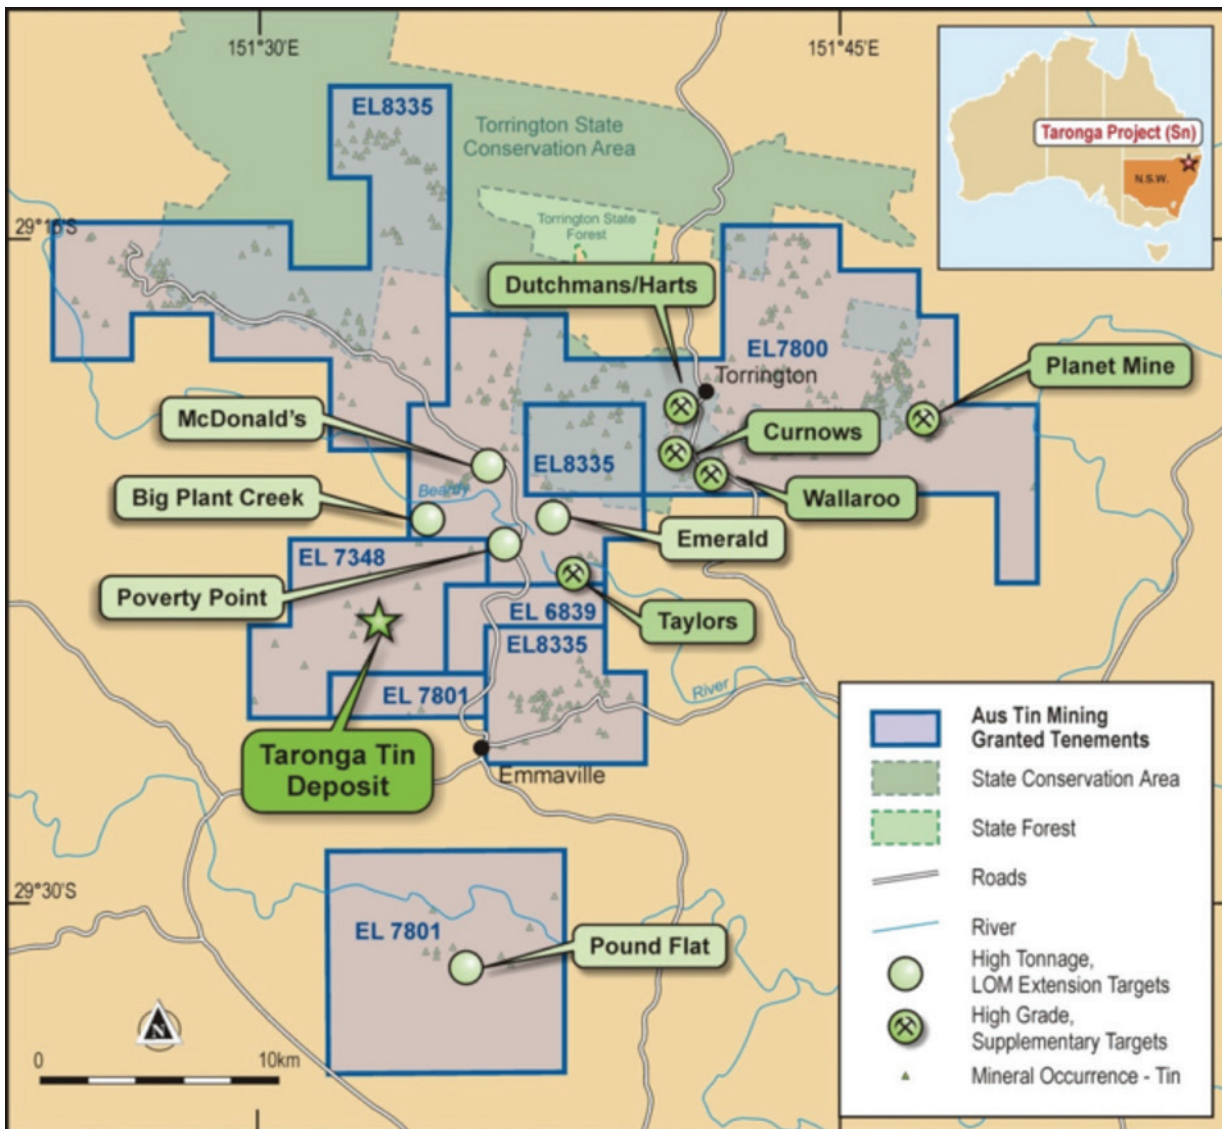 151°30'E
151°45'E
EL8335
Torrington State
Conservation Area
Taronga Project (Sn)
N.S.W.
29°15'S
Torrington State
Forest
Dutchmans/Harts
EL7800
Torrington
Planet Mine
McDonald's
Curnows
EL8335
Big Plant Creek
Beardy
Wallaroo
Emerald
EL 7348
Poverty Point
EL 6839
Taylors
EL8335
EL 7801
River
Taronga Tin
Deposit
Emmaville
Aus Tin Mining
Granted Tenements
State Conservation Area
State Forest
Roads
River
High Tonnage,
LOM Extension Targets
High Grade,
Supplementary Targets
Mineral Occurrence - Tin
29°30'S
EL 7801
Pound Flat
N
0
10km